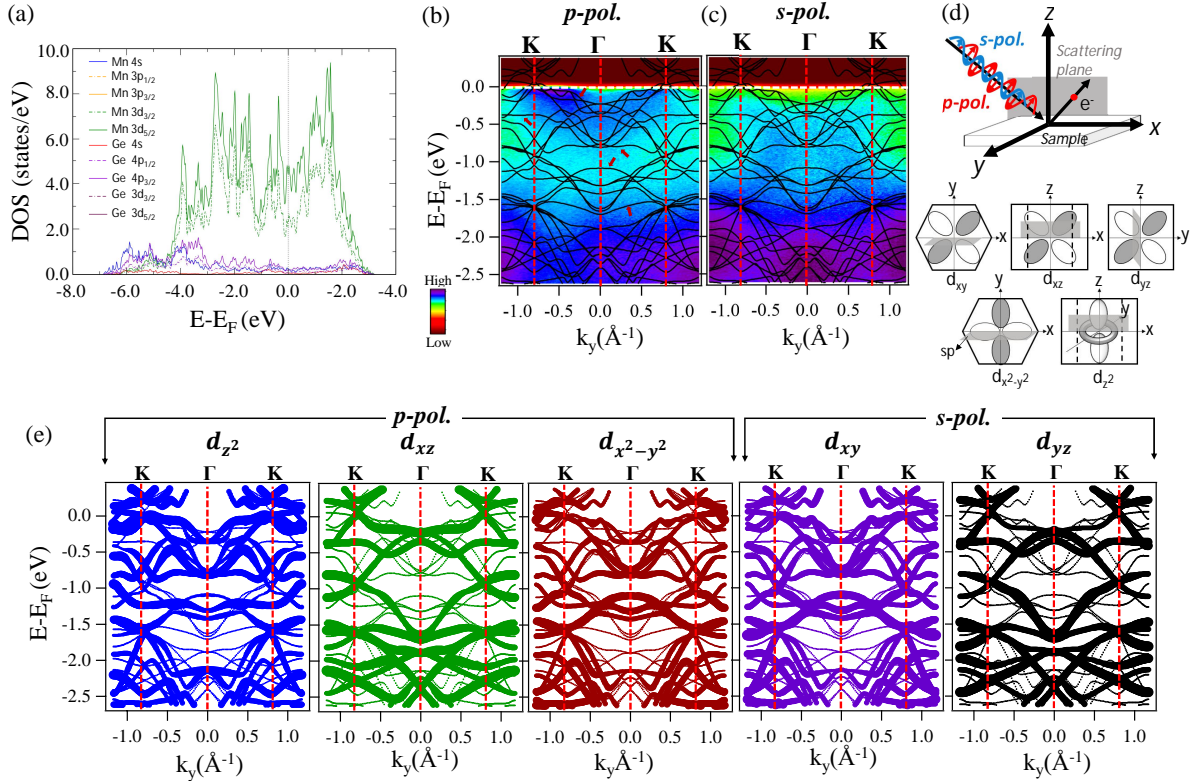 (a)
DOS (states/eV)
10.0
8.0
6.0
4.0
2.0
0.0
Mn 4s
Mn 3p1/2
Mn 3p3/2
Mn 3d3/2
Mn 3d5/2
Ge 4s
Ge 4p1/2
Ge 4p3/2
Ge 3d3/2
Ge 3d5/2
-8.0 -6.0 -4.0 -2.0 0.0 -2.0 -4.0
E-EF (eV)
(b) p-pol.
K Γ K
E-EF (eV)
0.0
-0.5
-1.0
-1.5
-2.0
-2.5
High
Low
-1.0 -0.5 0.0 0.5 1.0
ky(Å-1)
(c) s-pol.
K Γ K
-1.0 -0.5 0.0 0.5 1.0
ky(Å-1)
(d)
z
s-pol.
Scattering
plane
p-pol.
e-
Sample
x
y
y
x
dxy
z
x
dxz
z
y
dyz
y
x
sp
dx2-y2
z
y
x
dz2
(e)
p-pol.
s-pol.
dz2 dxz dx2−y2 dxy dyz
K Γ K K Γ K K Γ K K Γ K K Γ K
E-EF (eV)
0.0
-0.5
-1.0
-1.5
-2.0
-2.5
-1.0 -0.5 0.0 0.5 1.0 -1.0 -0.5 0.0 0.5 1.0 -1.0 -0.5 0.0 0.5 1.0 -1.0 -0.5 0.0 0.5 1.0 -1.0 -0.5 0.0 0.5 1.0
ky(Å-1) ky(Å-1) ky(Å-1) ky(Å-1) ky(Å-1)